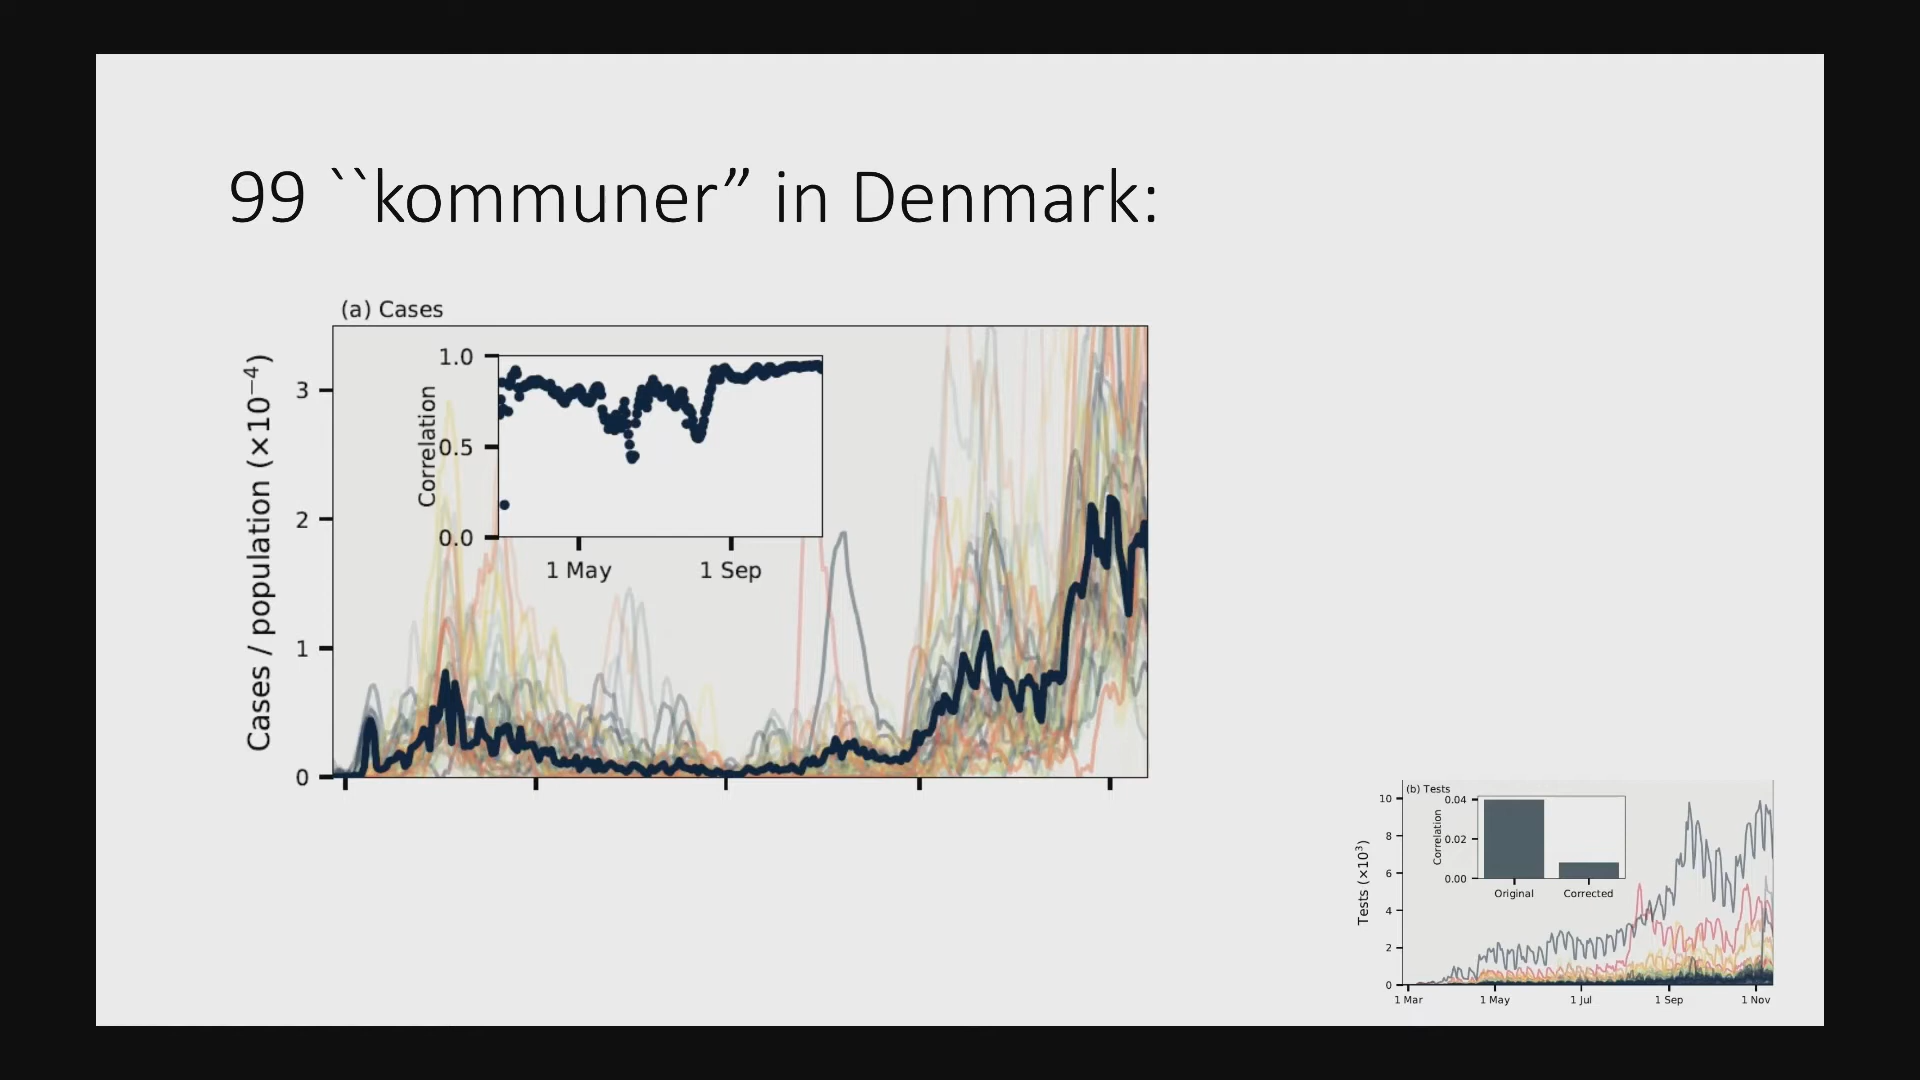 99 ``kommuner” in Denmark:
(a) Cases
Cases / population (×10⁻⁴)
3
2
1
0
Correlation
1.0
0.5
0.0
1 May
1 Sep
(b) Tests
Tests (×10³)
10
8
6
4
2
0
Correlation
0.04
0.02
0.00
Original
Corrected
1 Mar
1 May
1 Jul
1 Sep
1 Nov